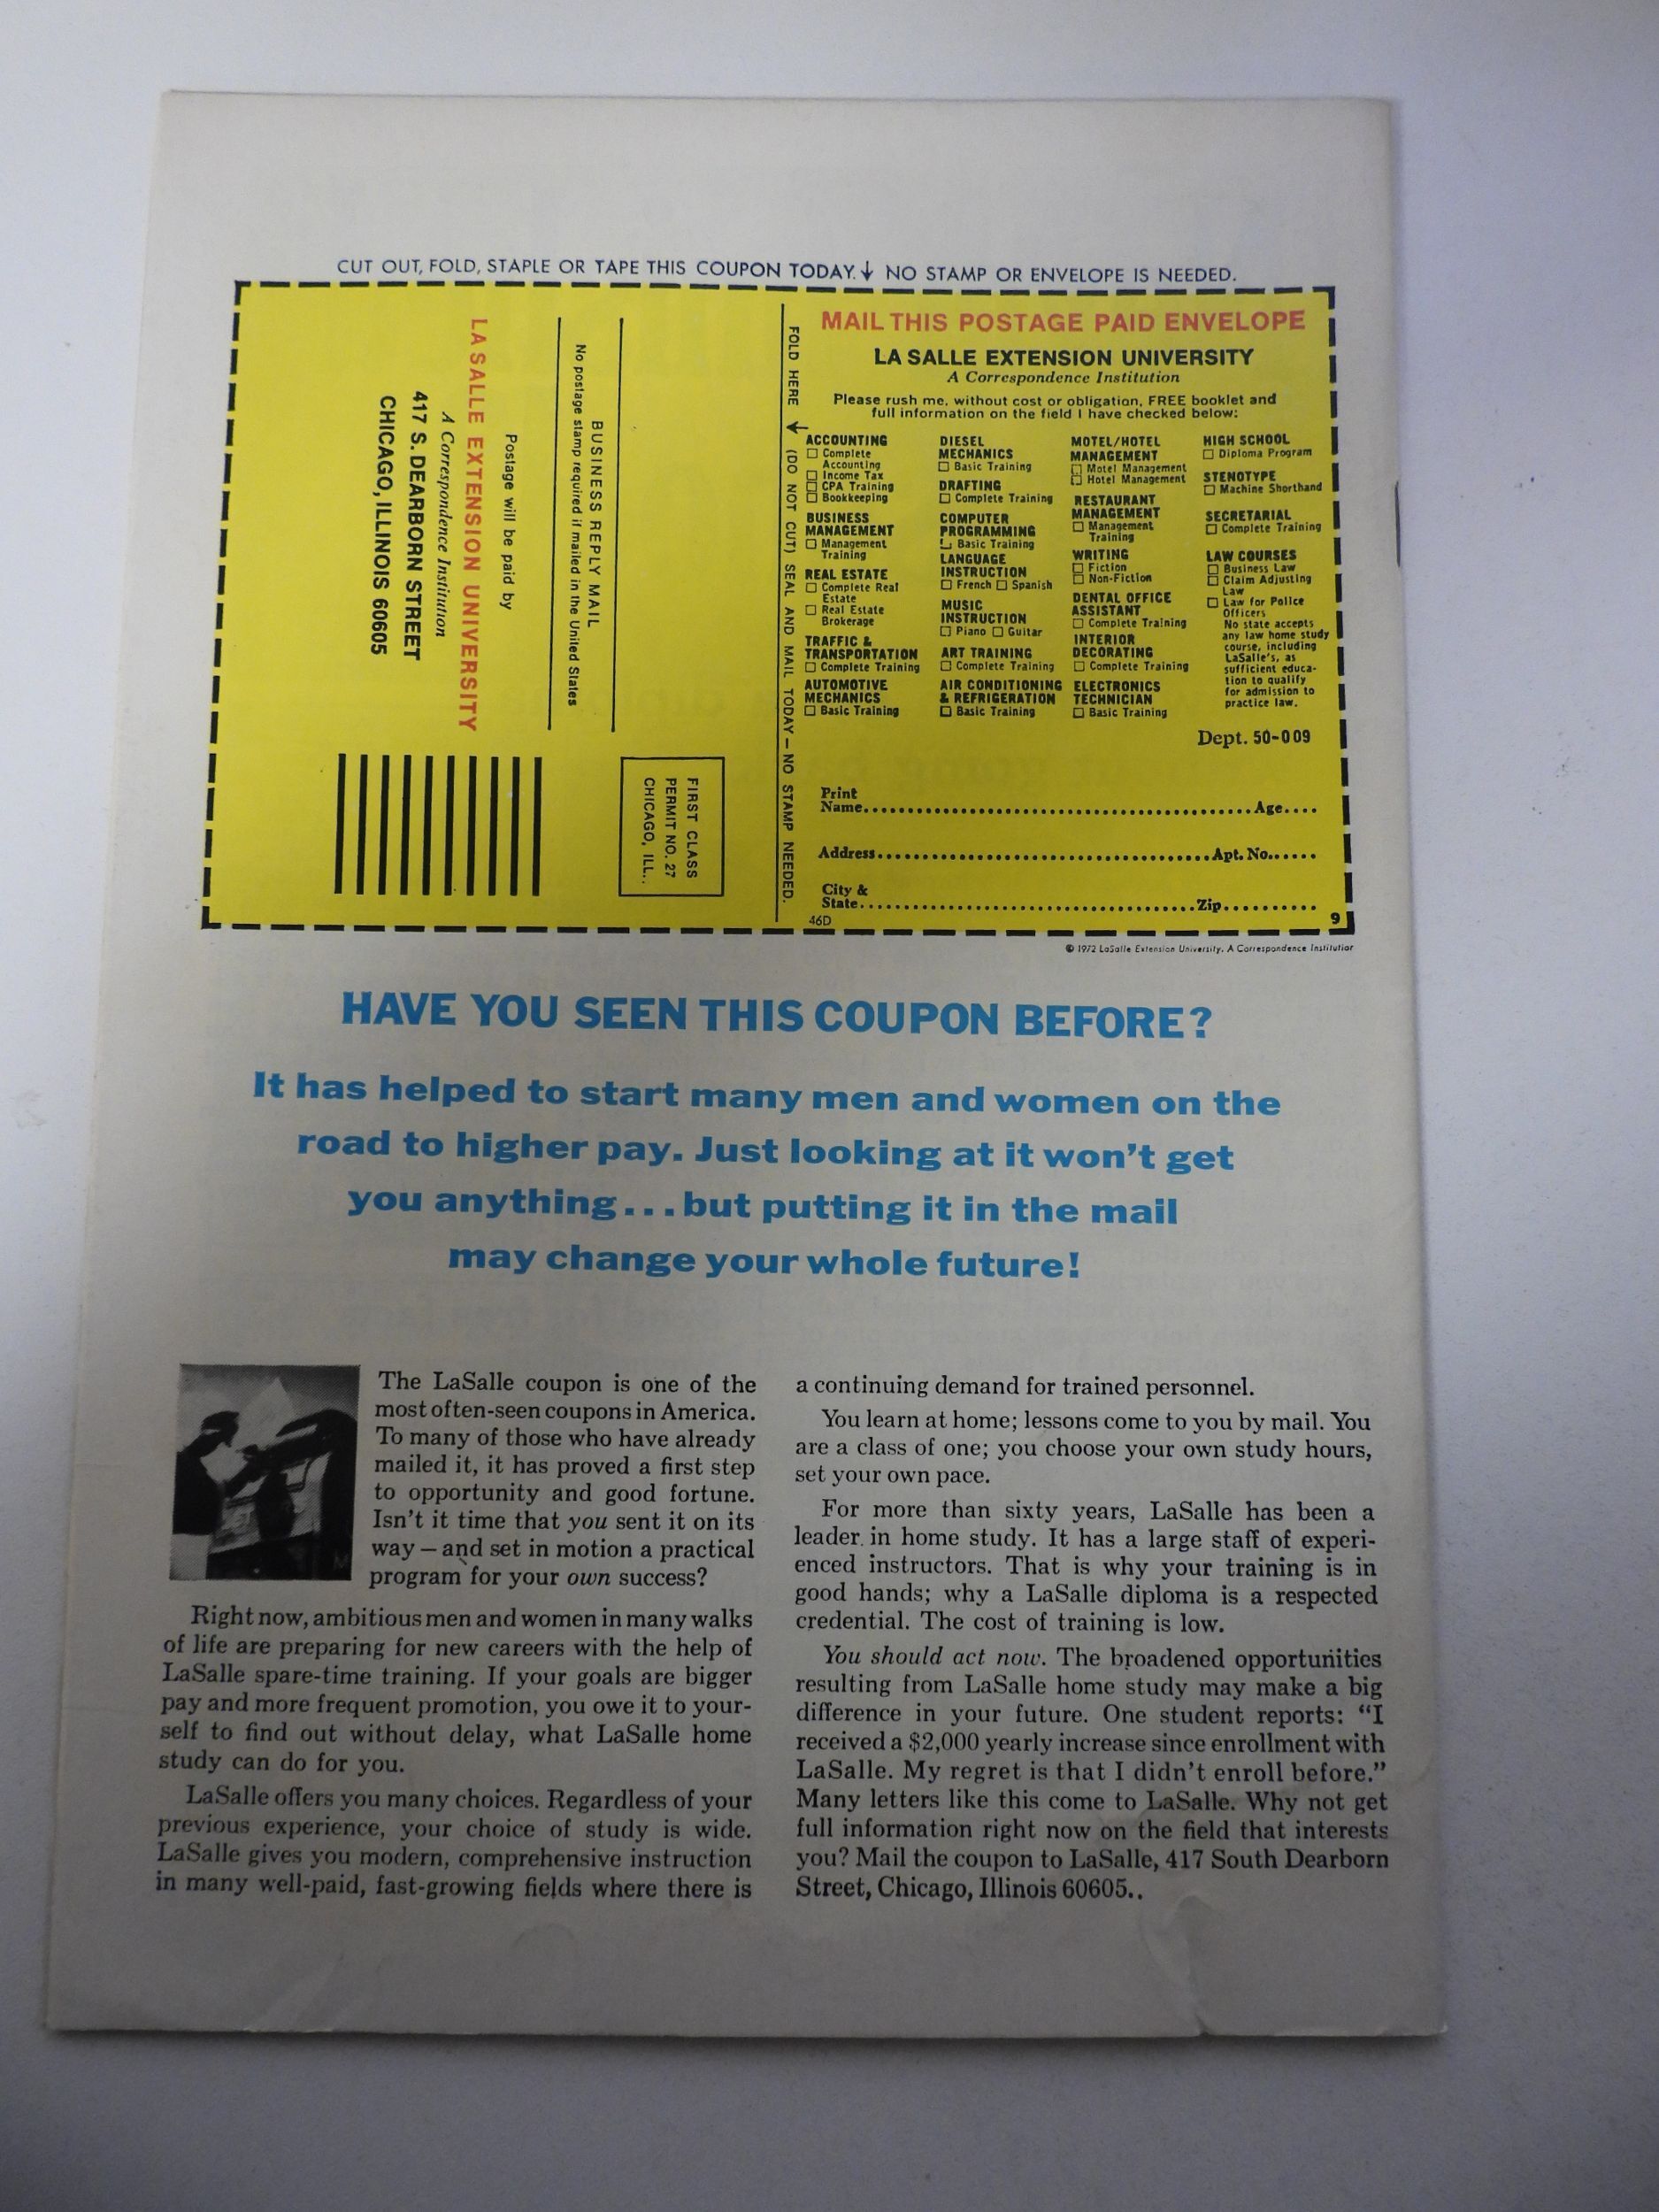 CUT OUT, FOLD, STAPLE OR TAPE THIS COUPON TODAY.↓ NO STAMP OR ENVELOPE IS NEEDED.
BUSINESS REPLY MAIL
No postage stamp required if mailed in the United States
Postage will be paid by
LA SALLE EXTENSION UNIVERSITY
A Correspondence Institution
417 S. DEARBORN STREET
CHICAGO, ILLINOIS 60605
FIRST CLASS
PERMIT NO. 27
CHICAGO, ILL..
FOLD HERE ← (DO NOT CUT) SEAL AND MAIL TODAY — NO STAMP NEEDED.
MAIL THIS POSTAGE PAID ENVELOPE
LA SALLE EXTENSION UNIVERSITY
A Correspondence Institution
Please rush me, without cost or obligation, FREE booklet and
full information on the field I have checked below:
ACCOUNTING
☐ Complete
Accounting
☐ Income Tax
☐ CPA Training
☐ Bookkeeping
BUSINESS
MANAGEMENT
☐ Management
Training
REAL ESTATE
☐ Complete Real
Estate
☐ Real Estate
Brokerage
TRAFFIC &
TRANSPORTATION
☐ Complete Training
AUTOMOTIVE
MECHANICS
☐ Basic Training
DIESEL
MECHANICS
☐ Basic Training
DRAFTING
☐ Complete Training
COMPUTER
PROGRAMMING
☐ Basic Training
LANGUAGE
INSTRUCTION
☐ French ☐ Spanish
MUSIC
INSTRUCTION
☐ Piano ☐ Guitar
ART TRAINING
☐ Complete Training
AIR CONDITIONING
& REFRIGERATION
☐ Basic Training
MOTEL/HOTEL
MANAGEMENT
☐ Motel Management
☐ Hotel Management
RESTAURANT
MANAGEMENT
☐ Management
Training
WRITING
☐ Fiction
☐ Non-Fiction
DENTAL OFFICE
ASSISTANT
☐ Complete Training
INTERIOR
DECORATING
☐ Complete Training
ELECTRONICS
TECHNICIAN
☐ Basic Training
HIGH SCHOOL
☐ Diploma Program
STENOTYPE
☐ Machine Shorthand
SECRETARIAL
☐ Complete Training
LAW COURSES
☐ Business Law
☐ Claim Adjusting
Law
☐ Law for Police
Officers
No state accepts
any law home study
course, including
LaSalle's, as
sufficient educa-
tion to qualify
for admission to
practice law.
Dept. 50-009
Print
Name.......................................Age....
Address....................................Apt. No......
City &
State......................................Zip..........
46D
9
© 1972 LaSalle Extension University, A Correspondence Institution
HAVE YOU SEEN THIS COUPON BEFORE?
It has helped to start many men and women on the
road to higher pay. Just looking at it won't get
you anything...but putting it in the mail
may change your whole future!
The LaSalle coupon is one of the
most often-seen coupons in America.
To many of those who have already
mailed it, it has proved a first step
to opportunity and good fortune.
Isn't it time that you sent it on its
way — and set in motion a practical
program for your own success?
Right now, ambitious men and women in many walks
of life are preparing for new careers with the help of
LaSalle spare-time training. If your goals are bigger
pay and more frequent promotion, you owe it to your-
self to find out without delay, what LaSalle home
study can do for you.
LaSalle offers you many choices. Regardless of your
previous experience, your choice of study is wide.
LaSalle gives you modern, comprehensive instruction
in many well-paid, fast-growing fields where there is
a continuing demand for trained personnel.
You learn at home; lessons come to you by mail. You
are a class of one; you choose your own study hours,
set your own pace.
For more than sixty years, LaSalle has been a
leader in home study. It has a large staff of experi-
enced instructors. That is why your training is in
good hands; why a LaSalle diploma is a respected
credential. The cost of training is low.
You should act now. The broadened opportunities
resulting from LaSalle home study may make a big
difference in your future. One student reports: “I
received a $2,000 yearly increase since enrollment with
LaSalle. My regret is that I didn't enroll before.”
Many letters like this come to LaSalle. Why not get
full information right now on the field that interests
you? Mail the coupon to LaSalle, 417 South Dearborn
Street, Chicago, Illinois 60605..